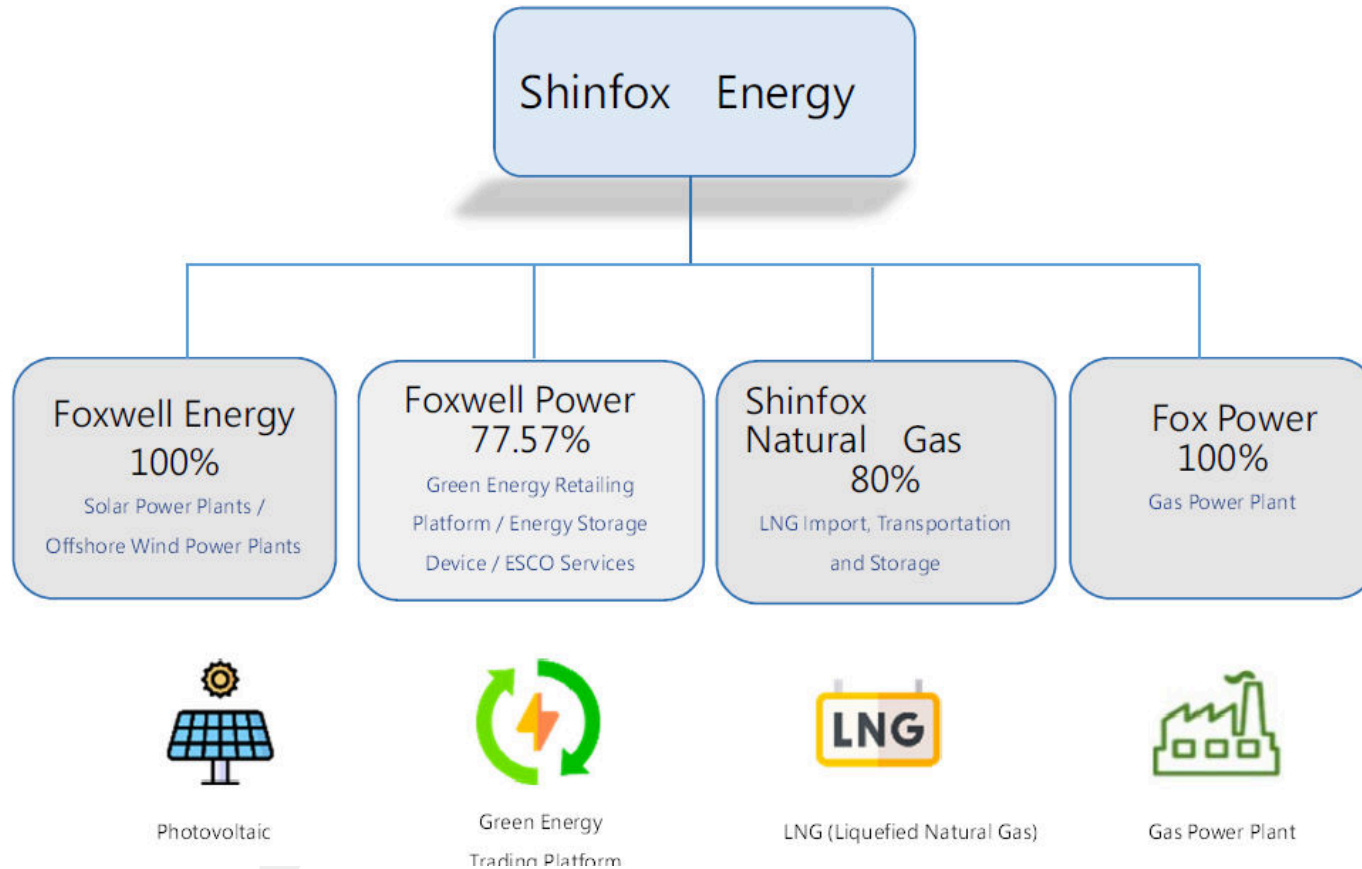 Shinfox Energy
Foxwell Energy
100%
Solar Power Plants /
Offshore Wind Power Plants
Foxwell Power
77.57%
Green Energy Retailing
Platform / Energy Storage
Device / ESCO Services
Shinfox
Natural Gas
80%
LNG Import, Transportation
and Storage
Fox Power
100%
Gas Power Plant
Photovoltaic
Green Energy
Trading Platform
LNG
LNG (Liquefied Natural Gas)
Gas Power Plant